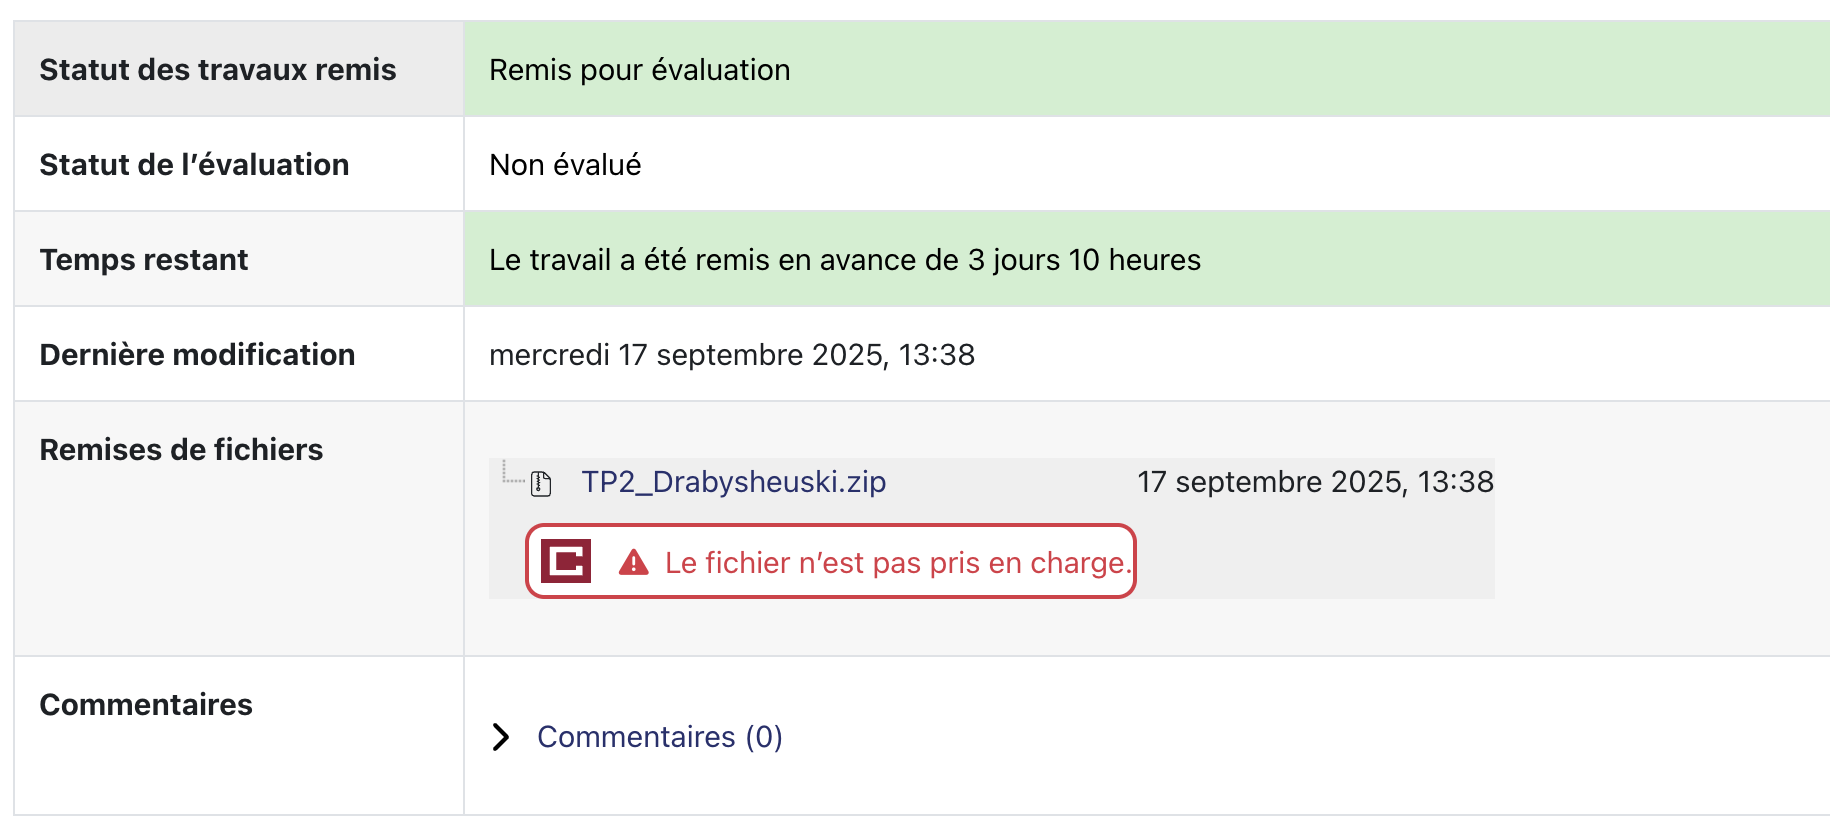 Statut des travaux remis
Remis pour évaluation
Statut de l’évaluation
Non évalué
Temps restant
Le travail a été remis en avance de 3 jours 10 heures
Dernière modification
mercredi 17 septembre 2025, 13:38
Remises de fichiers
TP2_Drabysheuski.zip
17 septembre 2025, 13:38
Le fichier n’est pas pris en charge.
Commentaires
Commentaires (0)